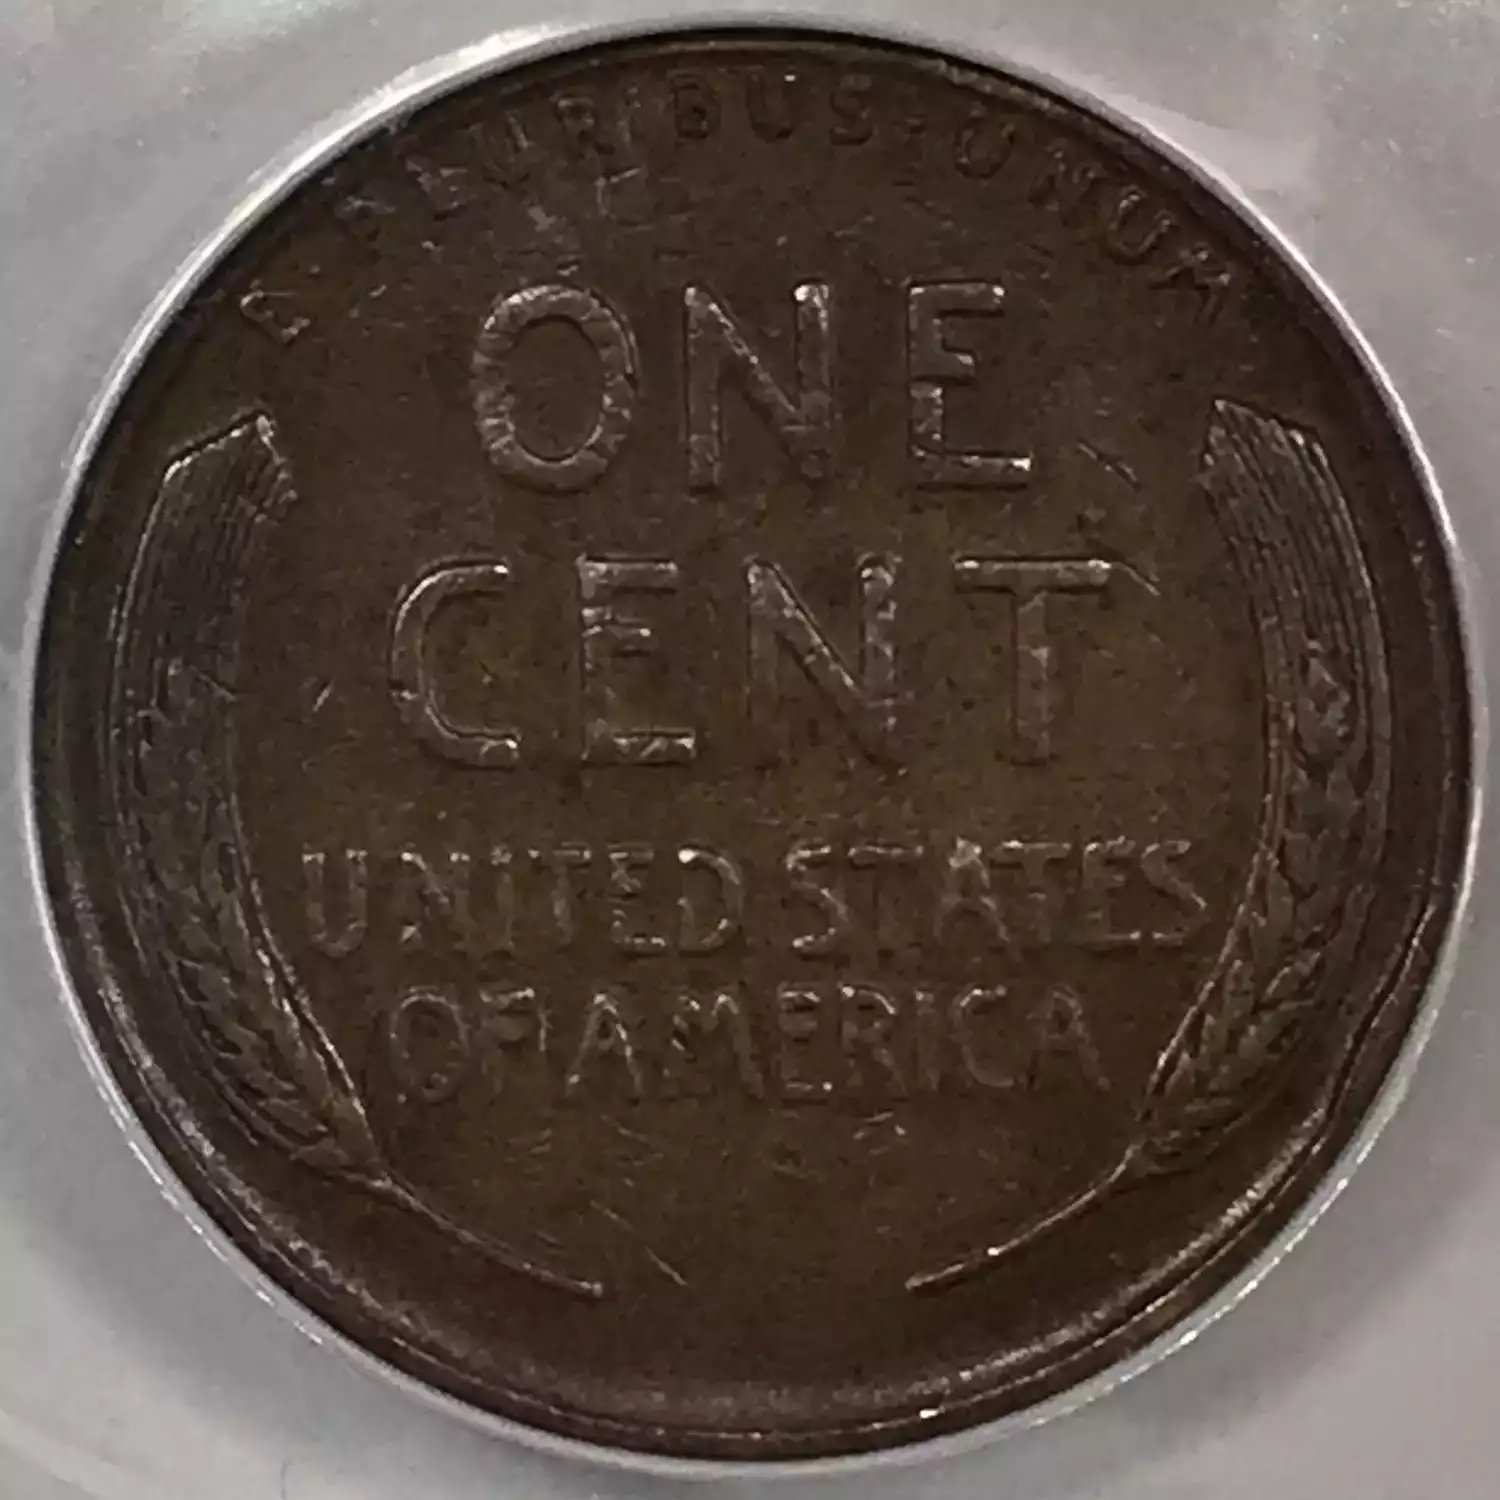 E·PLURIBUS·UNUM
ONE
CENT
UNITED STATES
OF AMERICA